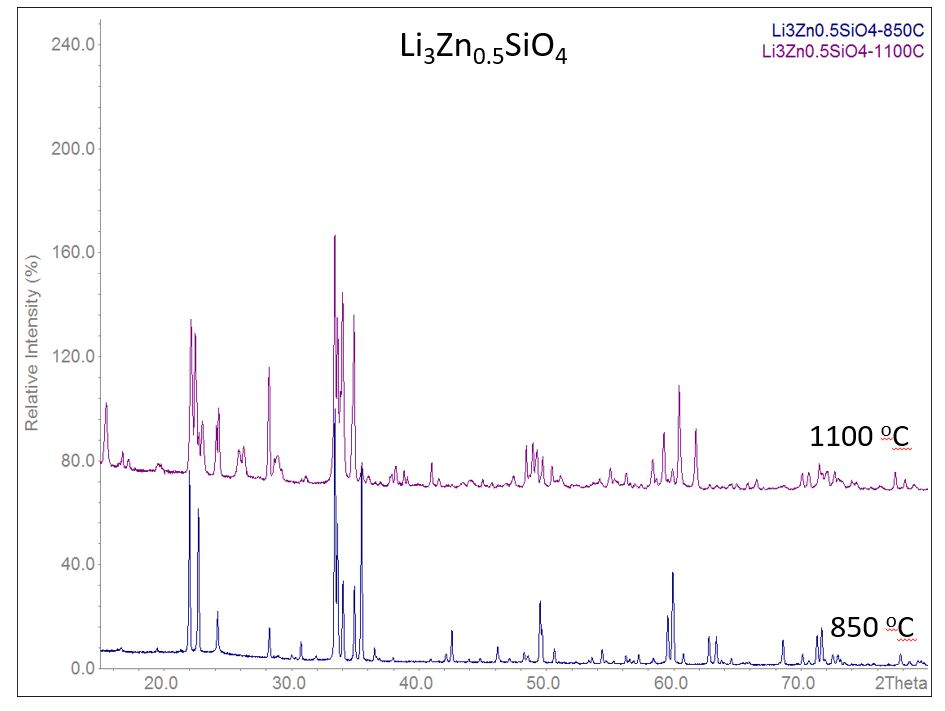 Li3Zn0.5SiO4-850C
Li3Zn0.5SiO4-1100C
Li₃Zn₀.₅SiO₄
240.0
200.0
160.0
120.0
80.0
40.0
0.0
Relative Intensity (%)
1100 ⁰C
850 ⁰C
20.0 30.0 40.0 50.0 60.0 70.0 2Theta